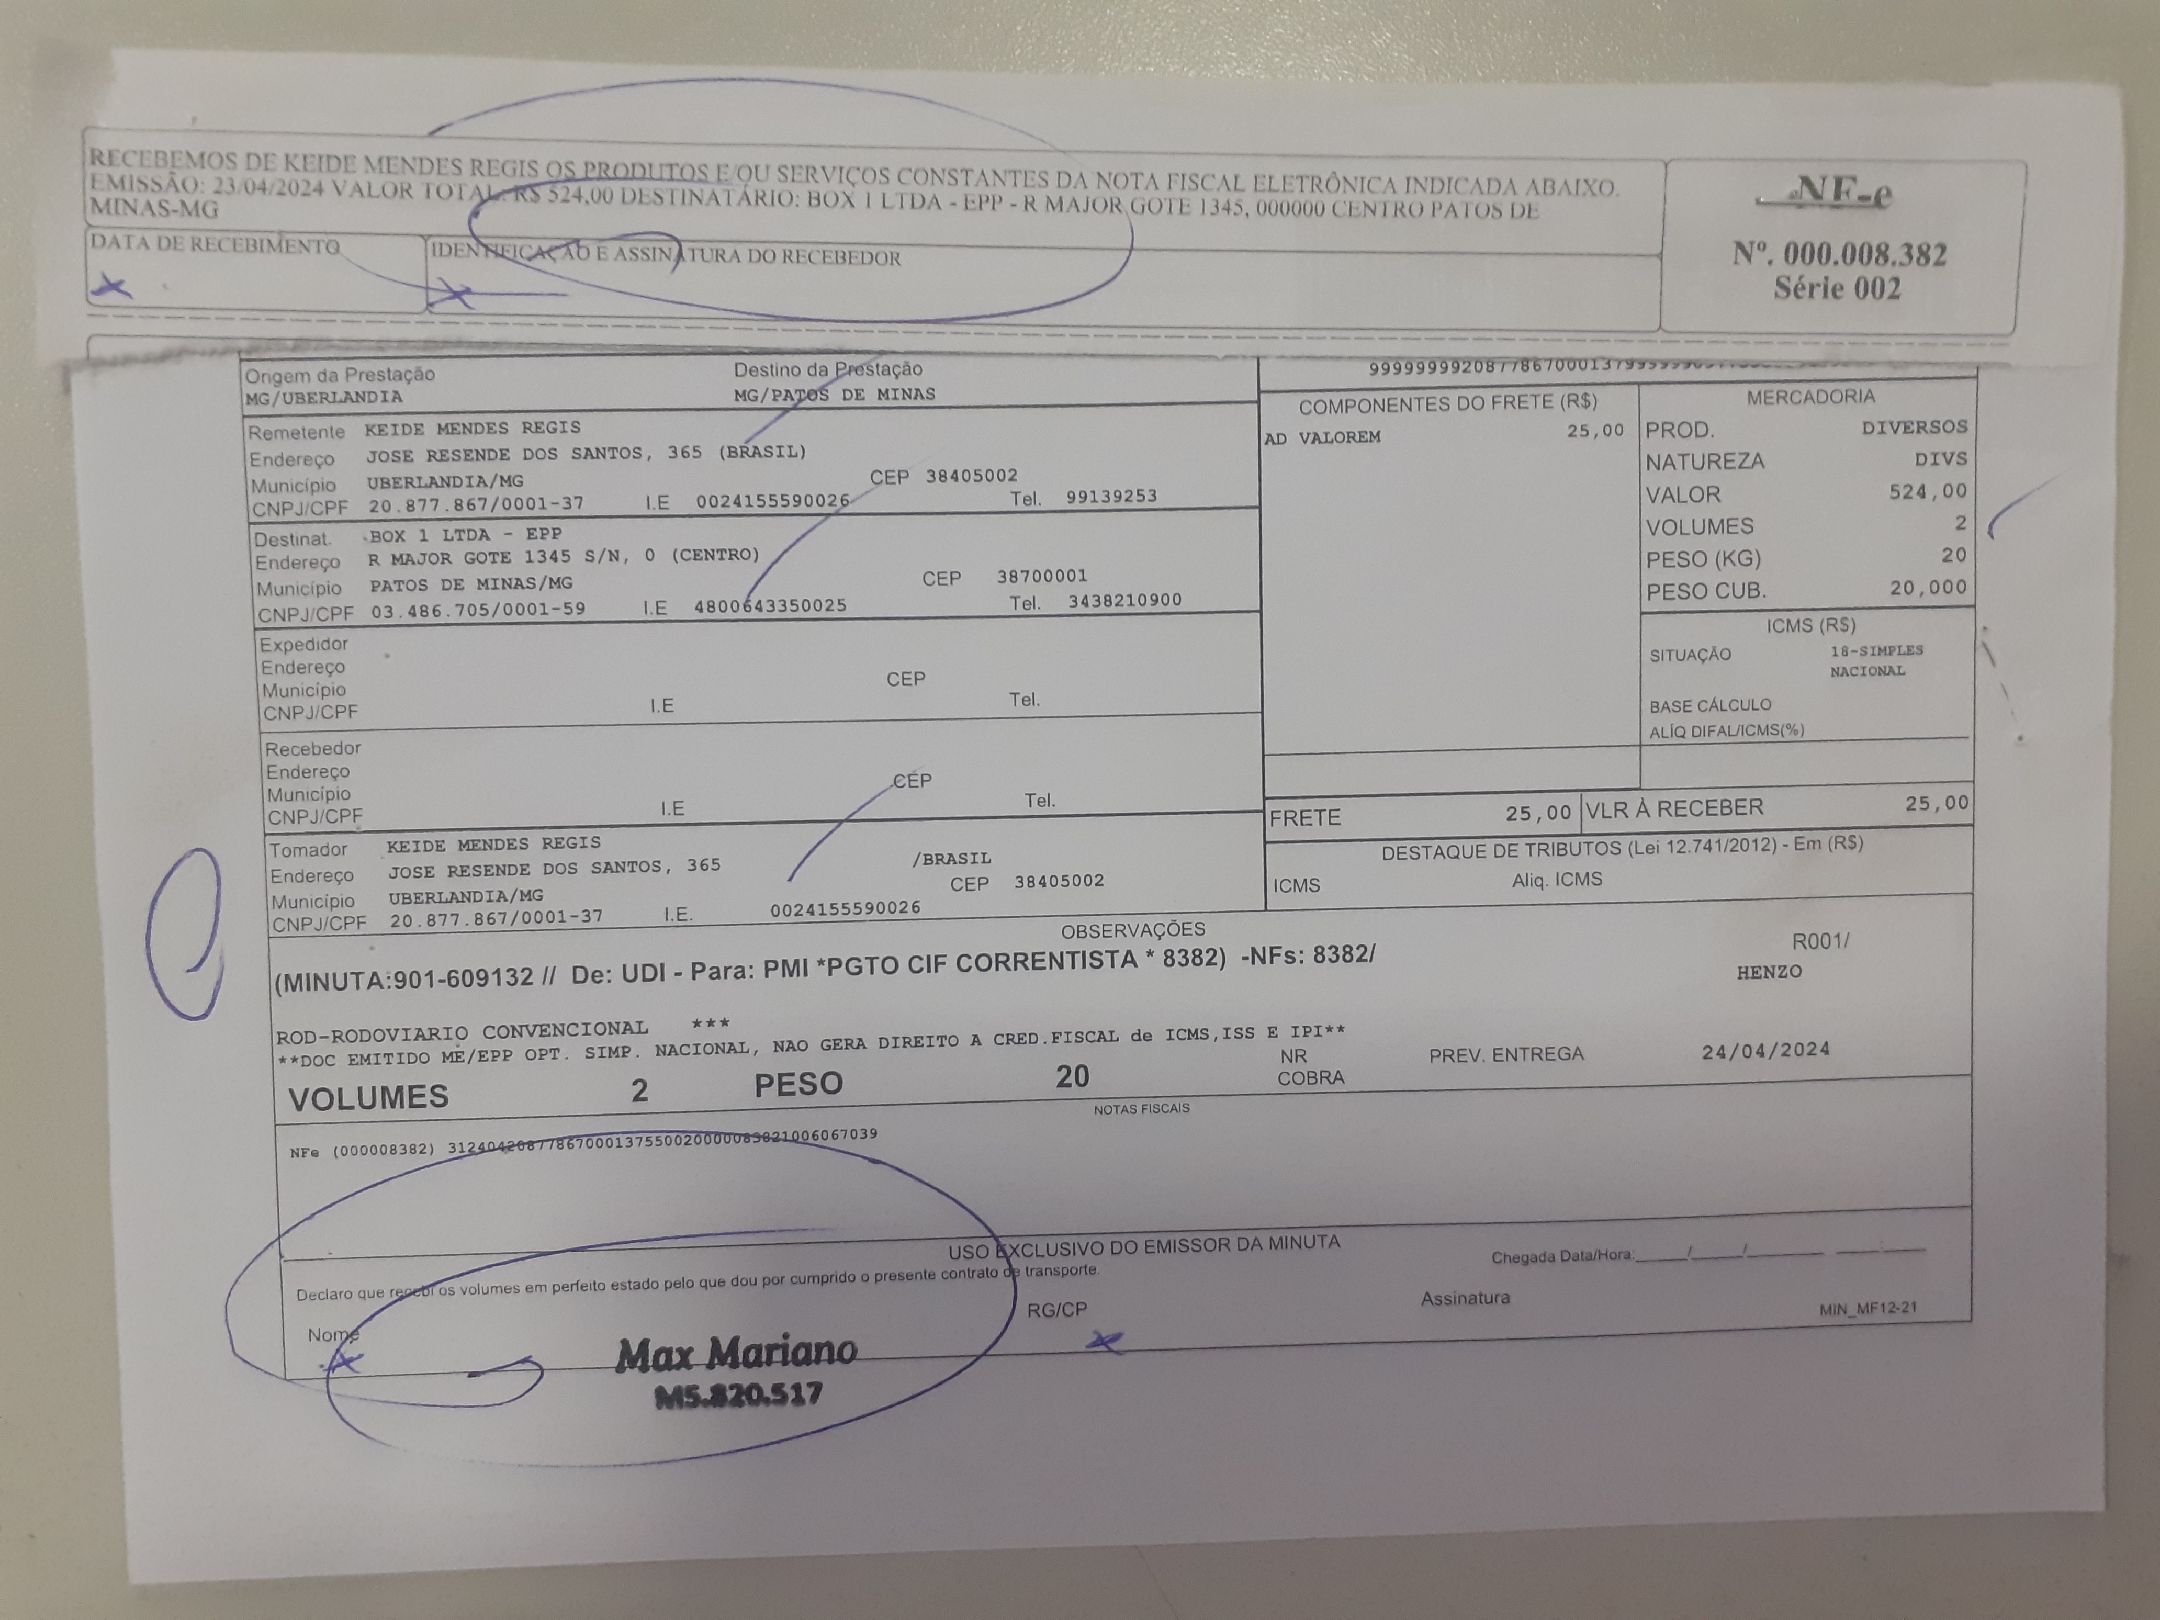 RECEBEMOS DE KEIDE MENDES REGIS OS PRODUTOS E/OU SERVIÇOS CONSTANTES DA NOTA FISCAL ELETRÔNICA INDICADA ABAIXO.
EMISSÃO: 23/04/2024 VALOR TOTAL: R$ 524,00 DESTINATÁRIO: BOX 1 LTDA - EPP - R MAJOR GOTE 1345, 000000 CENTRO PATOS DE
MINAS-MG
NF-e
Nº. 000.008.382
Série 002
DATA DE RECEBIMENTO
IDENTIFICAÇÃO E ASSINATURA DO RECEBEDOR
Origem da Prestação
MG/UBERLANDIA
Destino da Prestação
MG/PATOS DE MINAS
Remetente KEIDE MENDES REGIS
Endereço JOSE RESENDE DOS SANTOS, 365 (BRASIL)
Município UBERLANDIA/MG CEP 38405002
CNPJ/CPF 20.877.867/0001-37 I.E 0024155590026 Tel. 99139253
Destinat. BOX 1 LTDA - EPP
Endereço R MAJOR GOTE 1345 S/N, 0 (CENTRO)
Município PATOS DE MINAS/MG CEP 38700001
CNPJ/CPF 03.486.705/0001-59 I.E 4800643350025 Tel. 3438210900
Expedidor
Endereço
Município CEP
CNPJ/CPF I.E Tel.
Recebedor
Endereço
Município CEP
CNPJ/CPF I.E Tel.
Tomador KEIDE MENDES REGIS
Endereço JOSE RESENDE DOS SANTOS, 365 /BRASIL
Município UBERLANDIA/MG CEP 38405002
CNPJ/CPF 20.877.867/0001-37 I.E. 0024155590026
COMPONENTES DO FRETE (R$)
AD VALOREM 25,00
MERCADORIA
PROD. DIVERSOS
NATUREZA DIVS
VALOR 524,00
VOLUMES 2
PESO (KG) 20
PESO CUB. 20,000
ICMS (R$)
SITUAÇÃO 18-SIMPLES
NACIONAL
BASE CÁLCULO
ALÍQ DIFAL/ICMS(%)
FRETE 25,00 VLR À RECEBER 25,00
DESTAQUE DE TRIBUTOS (Lei 12.741/2012) - Em (R$)
ICMS Aliq. ICMS
OBSERVAÇÕES
(MINUTA:901-609132 // De: UDI - Para: PMI *PGTO CIF CORRENTISTA * 8382) -NFs: 8382/
R001/
HENZO
ROD-RODOVIARIO CONVENCIONAL ***
**DOC EMITIDO ME/EPP OPT. SIMP. NACIONAL, NAO GERA DIREITO A CRED.FISCAL de ICMS,ISS E IPI**
VOLUMES 2 PESO 20
NR
COBRA
PREV. ENTREGA 24/04/2024
NOTAS FISCAIS
NFe (000008382) 31240420877867000137550020000083821006067039
USO EXCLUSIVO DO EMISSOR DA MINUTA
Declaro que recebi os volumes em perfeito estado pelo que dou por cumprido o presente contrato de transporte.
Chegada Data/Hora:____/____/______ ____:____
Nome
RG/CP
Assinatura
MIN_MF12-21
Max Mariano
M5.820.517